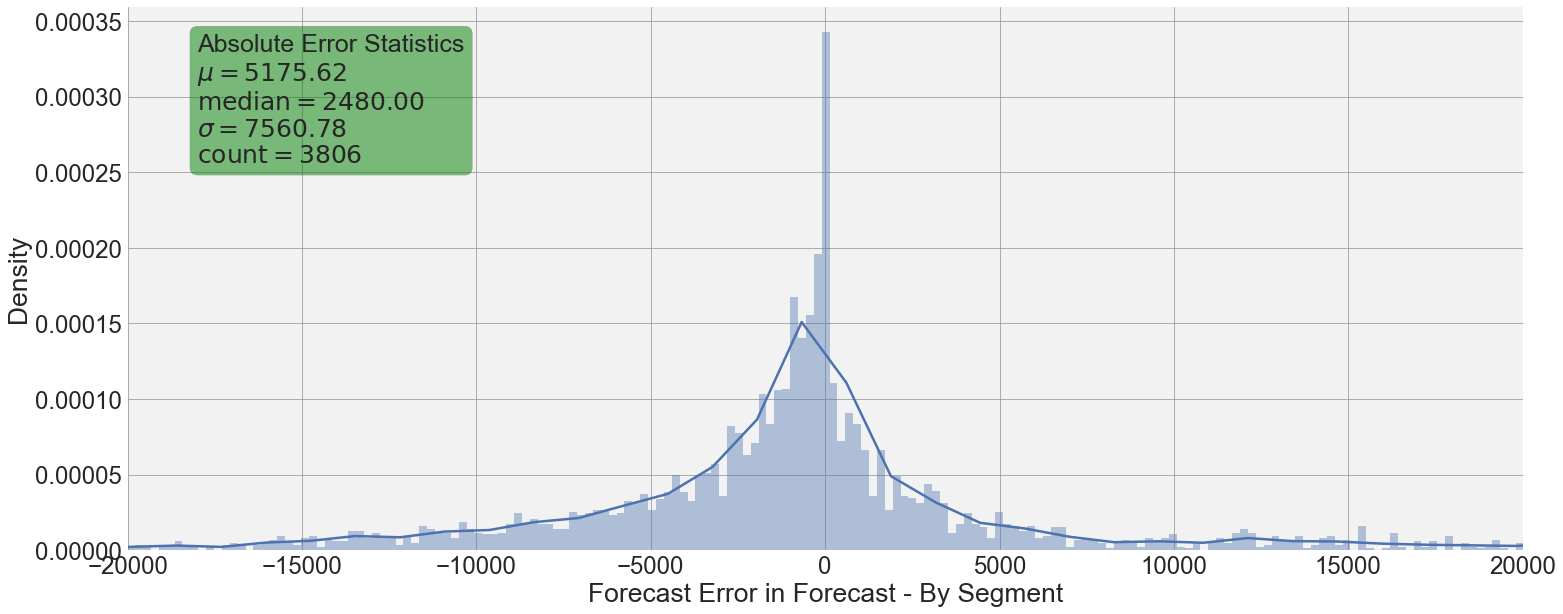 0.00035
0.00030
0.00025
0.00020
0.00015
0.00010
0.00005
0.00000
Density
Absolute Error Statistics
μ = 5175.62
median = 2480.00
σ = 7560.78
count = 3806
−20000 −15000 −10000 −5000 0 5000 10000 15000 20000
Forecast Error in Forecast - By Segment